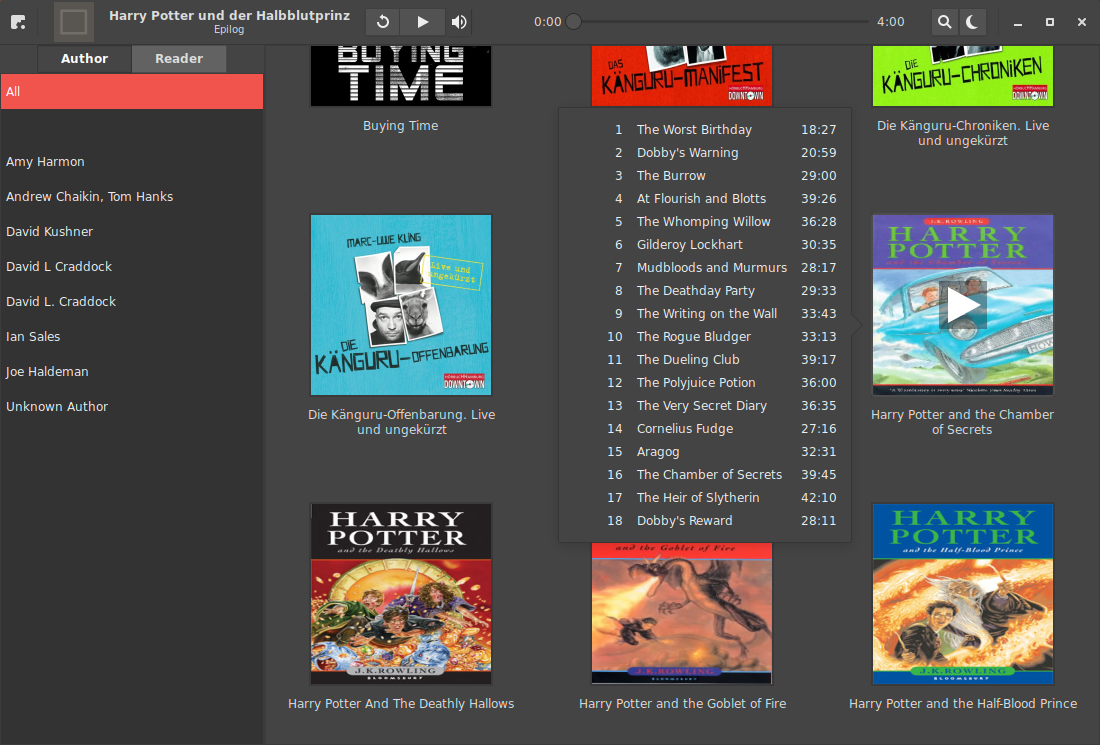 Harry Potter und der Halbblutprinz
Epilog
0:00
4:00
Author
Reader
All
Amy Harmon
Andrew Chaikin, Tom Hanks
David Kushner
David L Craddock
David L. Craddock
Ian Sales
Joe Haldeman
Unknown Author
BUYING
TIME
Buying Time
DAS
KÄNGURU-MANIFEST
DOWNTOWN
DIE
KÄNGURU-CHRONIKEN
DOWNTOWN
Die Känguru-Chroniken. Live
und ungekürzt
1 The Worst Birthday 18:27
2 Dobby's Warning 20:59
3 The Burrow 29:00
4 At Flourish and Blotts 39:26
5 The Whomping Willow 36:28
6 Gilderoy Lockhart 30:35
7 Mudbloods and Murmurs 28:17
8 The Deathday Party 29:33
9 The Writing on the Wall 33:43
10 The Rogue Bludger 33:13
11 The Dueling Club 39:17
12 The Polyjuice Potion 36:00
13 The Very Secret Diary 36:35
14 Cornelius Fudge 27:16
15 Aragog 32:31
16 The Chamber of Secrets 39:45
17 The Heir of Slytherin 42:10
18 Dobby's Reward 28:11
MARC-UWE KLING
Live und
ungekürzt
DIE
KÄNGURU-OFFENBARUNG
DOWNTOWN
Die Känguru-Offenbarung. Live
und ungekürzt
J.K.ROWLING
HARRY
POTTER
and the Chamber of Secrets
Harry Potter and the Chamber
of Secrets
HARRY
POTTER
and the Deathly Hallows
J.K.ROWLING
BLOOMSBURY
Harry Potter And The Deathly Hallows
and the Goblet of Fire
J.K.ROWLING
BLOOMSBURY
Harry Potter and the Goblet of Fire
HARRY
POTTER
and the Half-Blood Prince
J.K.ROWLING
BLOOMSBURY
Harry Potter and the Half-Blood Prince